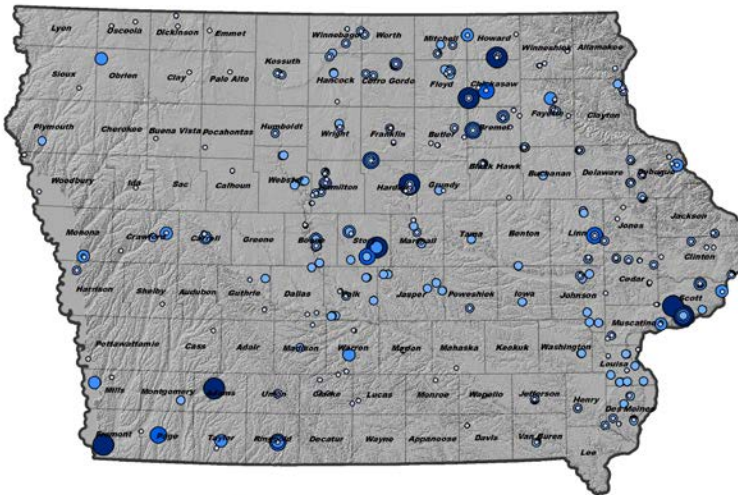 Lyon
Osceola
Dickinson
Emmet
Winnebago
Worth
Mitchell
Howard
Winneshiek
Allamakee
Kossuth
Sioux
Obrien
Clay
Palo Alto
Hancock
Cerro Gordo
Floyd
Chickasaw
Fayette
Clayton
Plymouth
Cherokee
Buena Vista
Pocahontas
Humboldt
Wright
Franklin
Butler
Bremer
Woodbury
Ida
Sac
Calhoun
Webster
Hamilton
Hardin
Grundy
Black Hawk
Buchanan
Delaware
Dubuque
Monona
Crawford
Carroll
Greene
Boone
Story
Marshall
Tama
Benton
Linn
Jones
Jackson
Clinton
Harrison
Shelby
Audubon
Guthrie
Dallas
Polk
Jasper
Poweshiek
Iowa
Johnson
Cedar
Scott
Muscatine
Pottawattamie
Cass
Adair
Madison
Warren
Marion
Mahaska
Keokuk
Washington
Louisa
Mills
Montgomery
Adams
Union
Clarke
Lucas
Monroe
Wapello
Jefferson
Henry
Des Moines
Fremont
Page
Taylor
Ringgold
Decatur
Wayne
Appanoose
Davis
Van Buren
Lee